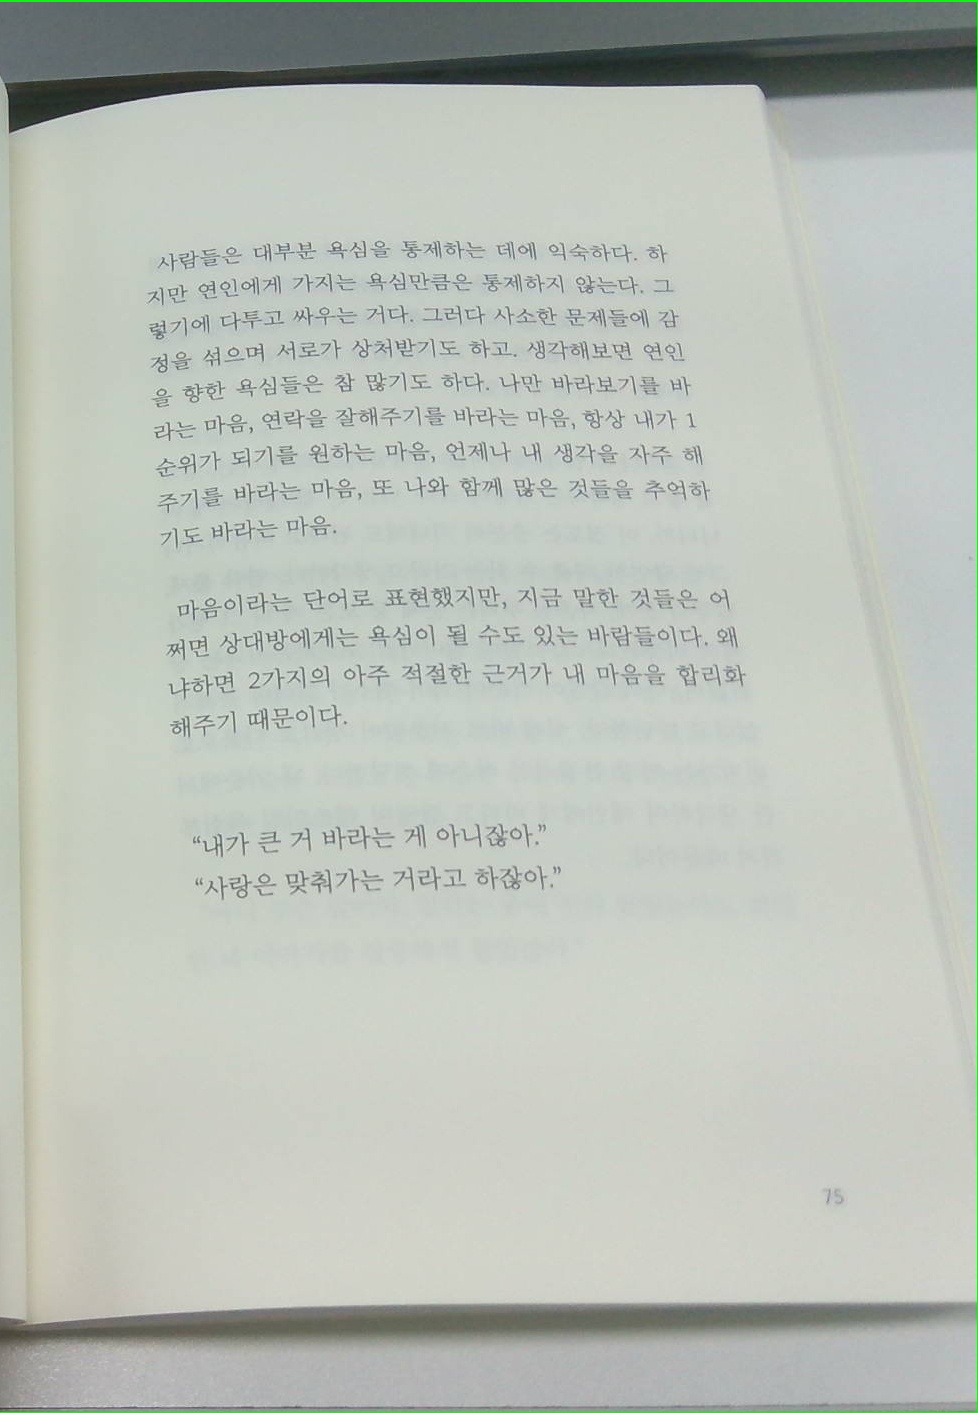 사람들은 대부분 욕심을 통제하는 데에 익숙하다. 하
지만 연인에게 가지는 욕심만큼은 통제하지 않는다. 그
렇기에 다투고 싸우는 거다. 그러다 사소한 문제들에 감
정을 섞으며 서로가 상처받기도 하고. 생각해보면 연인
을 향한 욕심들은 참 많기도 하다. 나만 바라보기를 바
라는 마음, 연락을 잘해주기를 바라는 마음, 항상 내가 1
순위가 되기를 원하는 마음, 언제나 내 생각을 자주 해
주기를 바라는 마음, 또 나와 함께 많은 것들을 추억하
기도 바라는 마음.
마음이라는 단어로 표현했지만, 지금 말한 것들은 어
쩌면 상대방에게는 욕심이 될 수도 있는 바람들이다. 왜
냐하면 2가지의 아주 적절한 근거가 내 마음을 합리화
해주기 때문이다.
“내가 큰 거 바라는 게 아니잖아.”
“사랑은 맞춰가는 거라고 하잖아.”
75